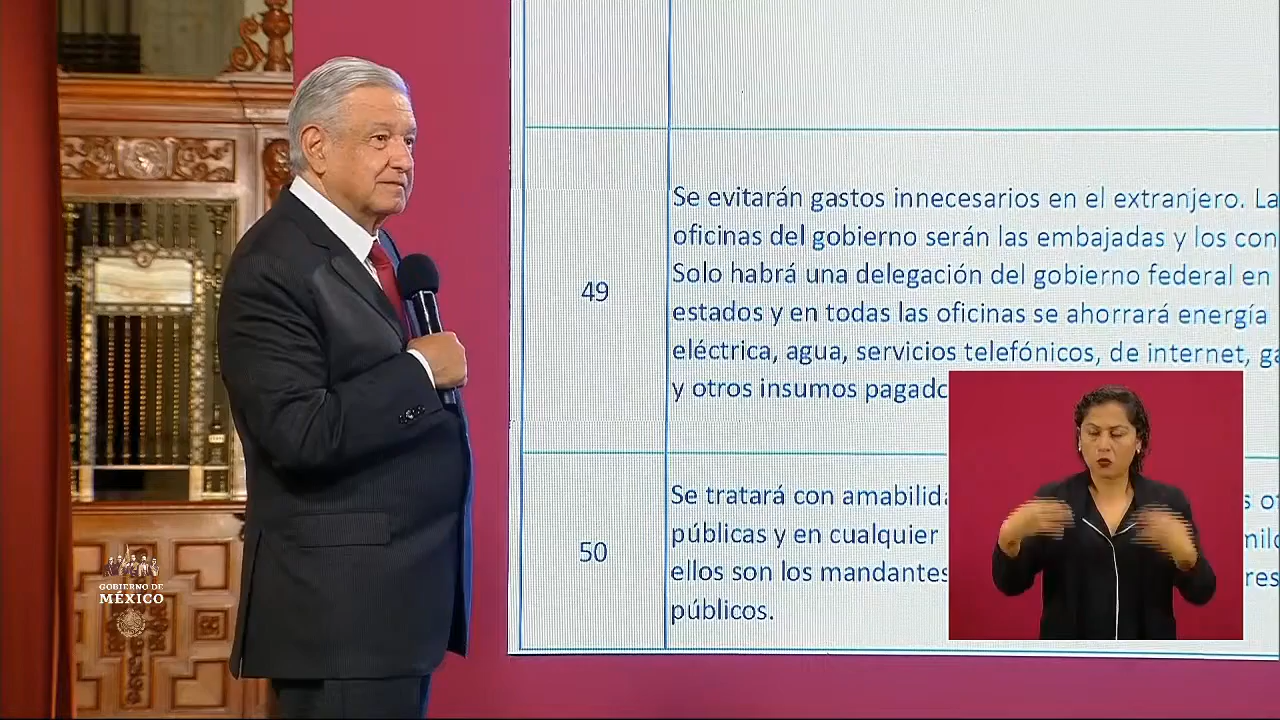 49
Se evitarán gastos innecesarios en el extranjero. La
oficinas del gobierno serán las embajadas y los con
Solo habrá una delegación del gobierno federal en
estados y en todas las oficinas se ahorrará energía
eléctrica, agua, servicios telefónicos, de internet, ga
y otros insumos pagado
50
Se tratará con amabilida s o
públicas y en cualquier
ellos son los mandantes res
públicos.
GOBIERNO DE
MÉXICO